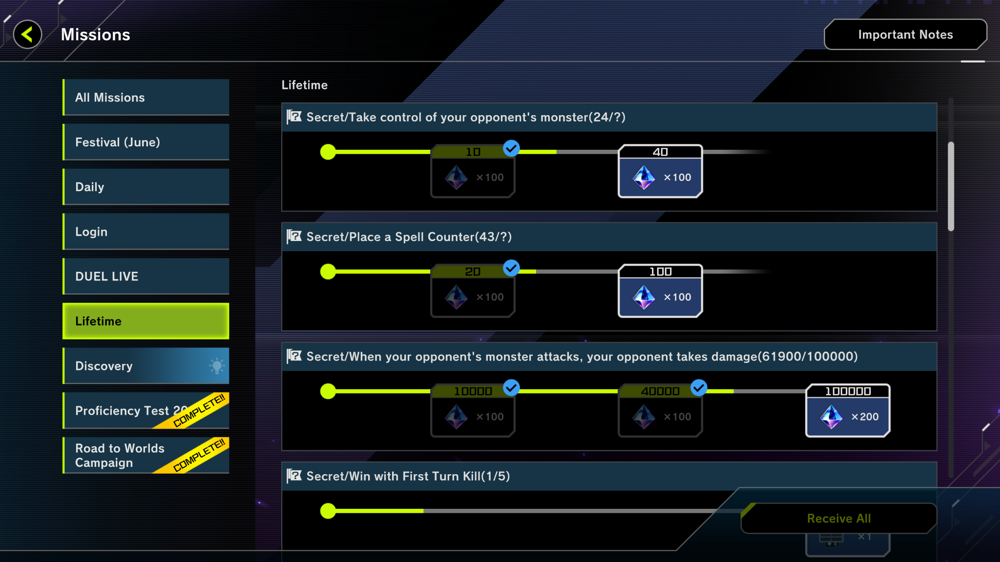 Missions
Important Notes
All Missions
Festival (June)
Daily
Login
DUEL LIVE
Lifetime
Discovery
Proficiency Test
COMPLETE!!
Road to Worlds
Campaign
COMPLETE!!
Lifetime
Secret/Take control of your opponent's monster(24/?)
10
40
×100
×100
Secret/Place a Spell Counter(43/?)
20
100
×100
×100
Secret/When your opponent's monster attacks, your opponent takes damage(61900/100000)
10000
40000
100000
×100
×100
×200
Secret/Win with First Turn Kill(1/5)
Receive All
×1